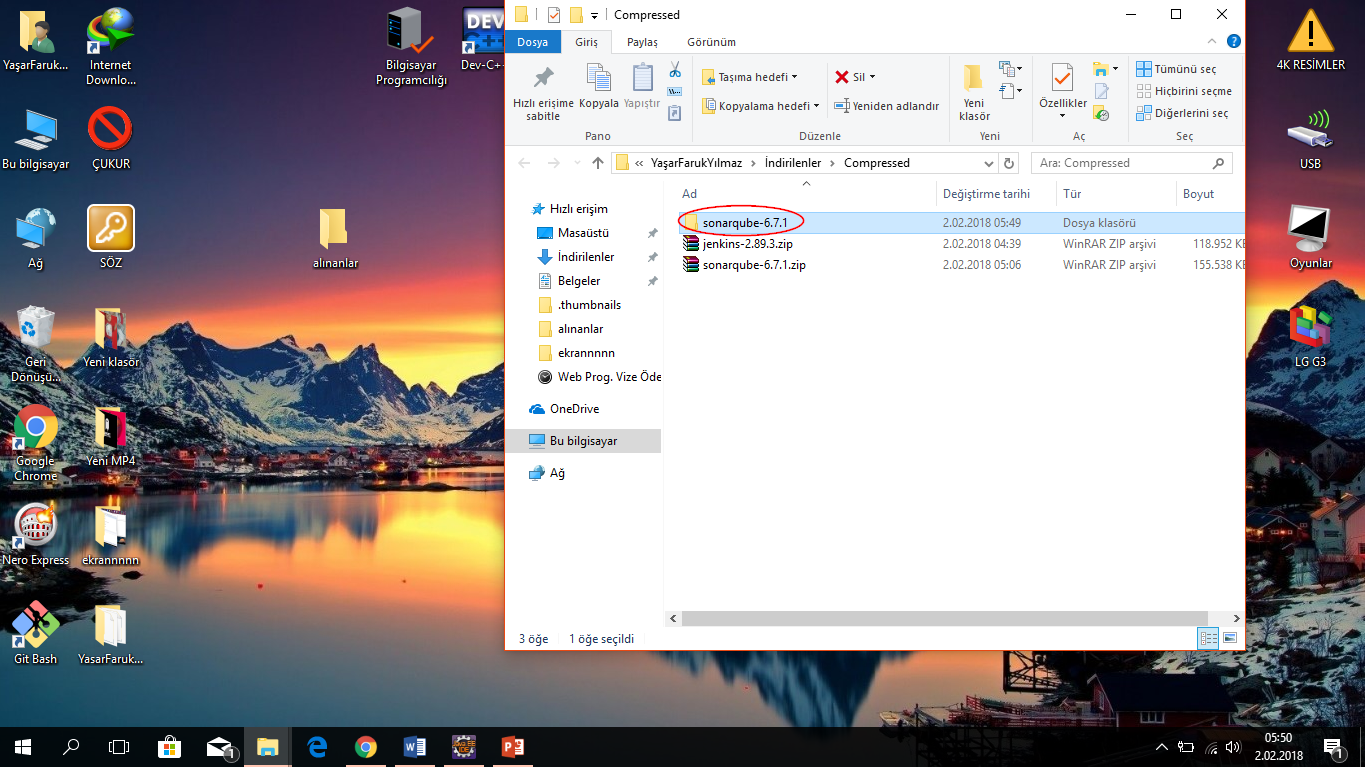 YaşarFaruk...
Internet
Downlo...
Bilgisayar
Programcılığı
DEV
Dev-C++
Bu bilgisayar
ÇUKUR
Ağ
SÖZ
alınanlar
Geri
Dönüşü...
Yeni klasör
Google
Chrome
Yeni MP4
Nero Express
ekrannnnn
Git Bash
YasarFaruk...
Compressed
Dosya
Giriş
Paylaş
Görünüm
Hızlı erişime
sabitle
Kopyala
Yapıştır
Pano
Taşıma hedefi
Kopyalama hedefi
Sil
Yeniden adlandır
Düzenle
Yeni
klasör
Yeni
Özellikler
Aç
Tümünü seç
Hiçbirini seçme
Diğerlerini seç
Seç
« YaşarFarukYılmaz > İndirilenler > Compressed
Ara: Compressed
Ad Değiştirme tarihi Tür Boyut
sonarqube-6.7.1 2.02.2018 05:49 Dosya klasörü
jenkins-2.89.3.zip 2.02.2018 04:39 WinRAR ZIP arşivi 118.952 KB
sonarqube-6.7.1.zip 2.02.2018 05:06 WinRAR ZIP arşivi 155.538 KB
Hızlı erişim
Masaüstü
İndirilenler
Belgeler
.thumbnails
alınanlar
ekrannnnn
Web Prog. Vize Öde
OneDrive
Bu bilgisayar
Ağ
3 öğe 1 öğe seçildi
4K RESİMLER
USB
Oyunlar
LG G3
1
05:50
2.02.2018
1